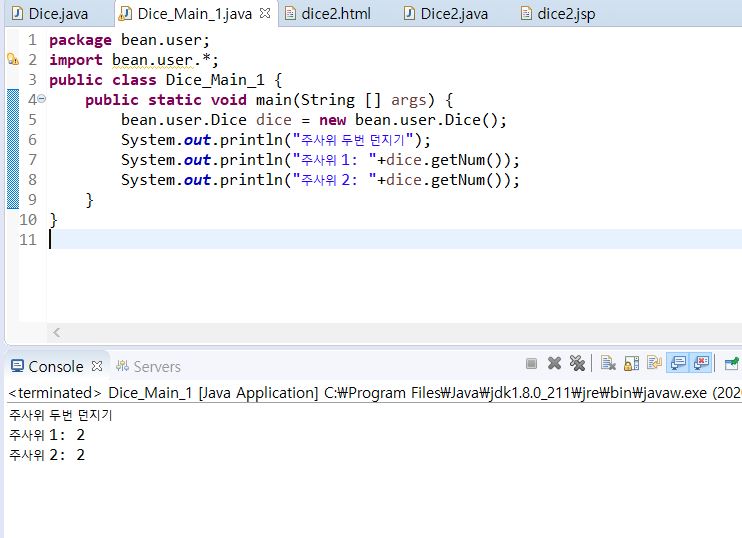 Dice.java Dice_Main_1.java dice2.html Dice2.java dice2.jsp
1 package bean.user;
2 import bean.user.*;
3 public class Dice_Main_1 {
4 public static void main(String [] args) {
5 bean.user.Dice dice = new bean.user.Dice();
6 System.out.println("주사위 두번 던지기");
7 System.out.println("주사위 1: "+dice.getNum());
8 System.out.println("주사위 2: "+dice.getNum());
9 }
10 }
11
Console Servers
<terminated> Dice_Main_1 [Java Application] C:₩Program Files₩Java₩jdk1.8.0_211₩jre₩bin₩javaw.exe (202
주사위 두번 던지기
주사위 1: 2
주사위 2: 2